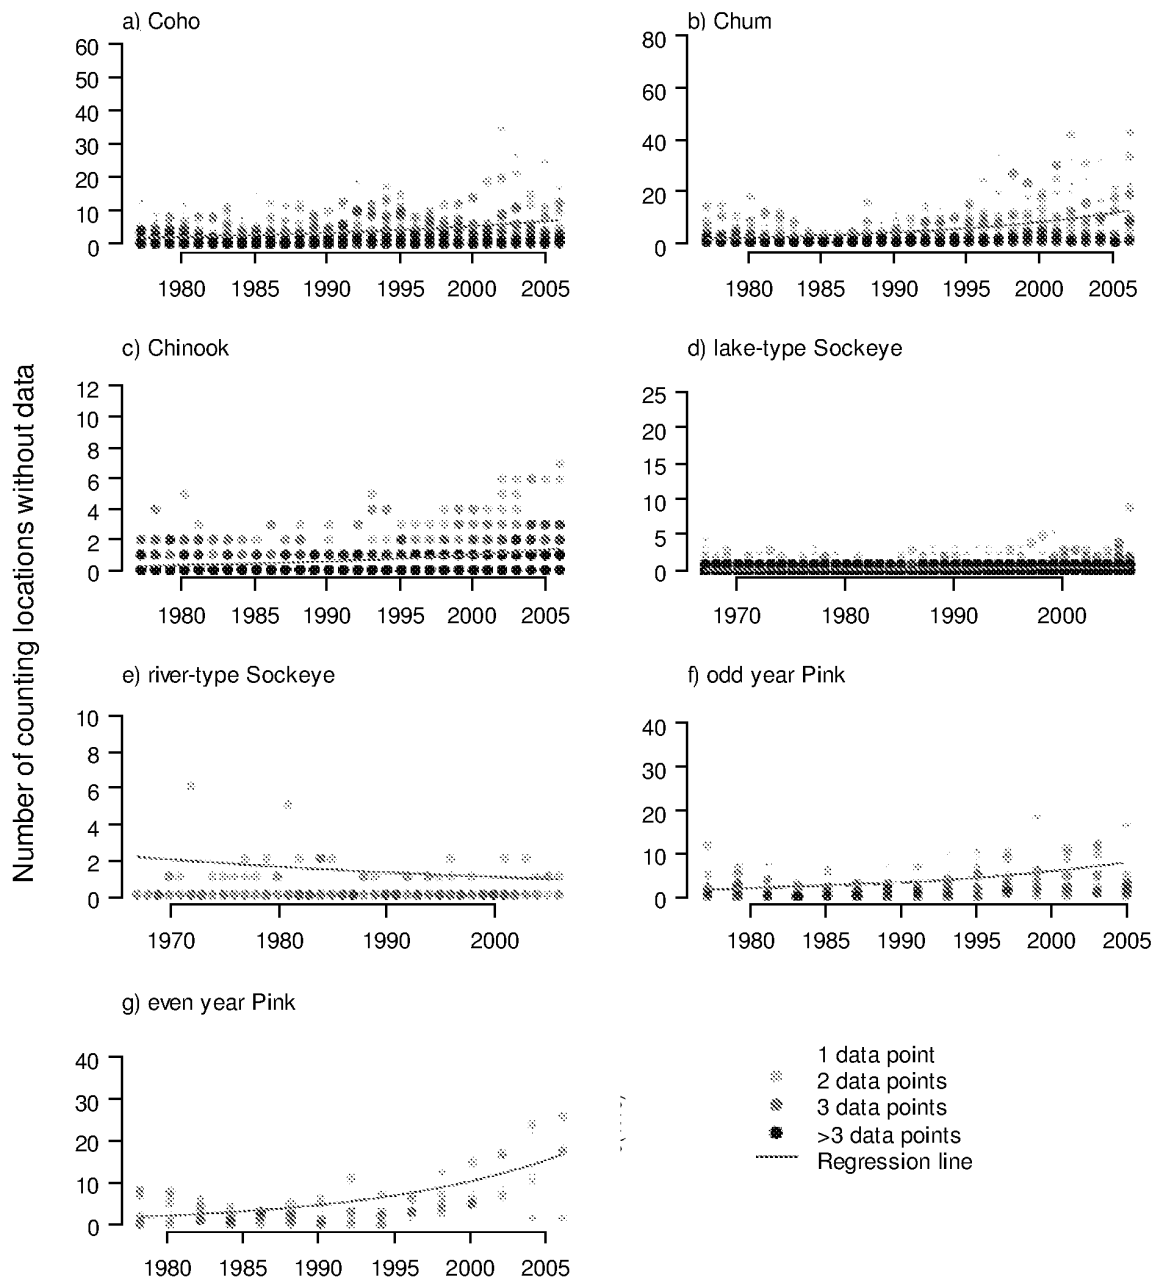 a) Coho
60
50
40
30
20
10
0
1980 1985 1990 1995 2000 2005
b) Chum
80
60
40
20
0
1980 1985 1990 1995 2000 2005
Number of counting locations without data
c) Chinook
12
10
8
6
4
2
0
1980 1985 1990 1995 2000 2005
d) lake-type Sockeye
25
20
15
10
5
0
1970 1980 1990 2000
e) river-type Sockeye
10
8
6
4
2
0
1970 1980 1990 2000
f) odd year Pink
40
30
20
10
0
1980 1985 1990 1995 2000 2005
g) even year Pink
40
30
20
10
0
1980 1985 1990 1995 2000 2005
1 data point
2 data points
3 data points
>3 data points
Regression line